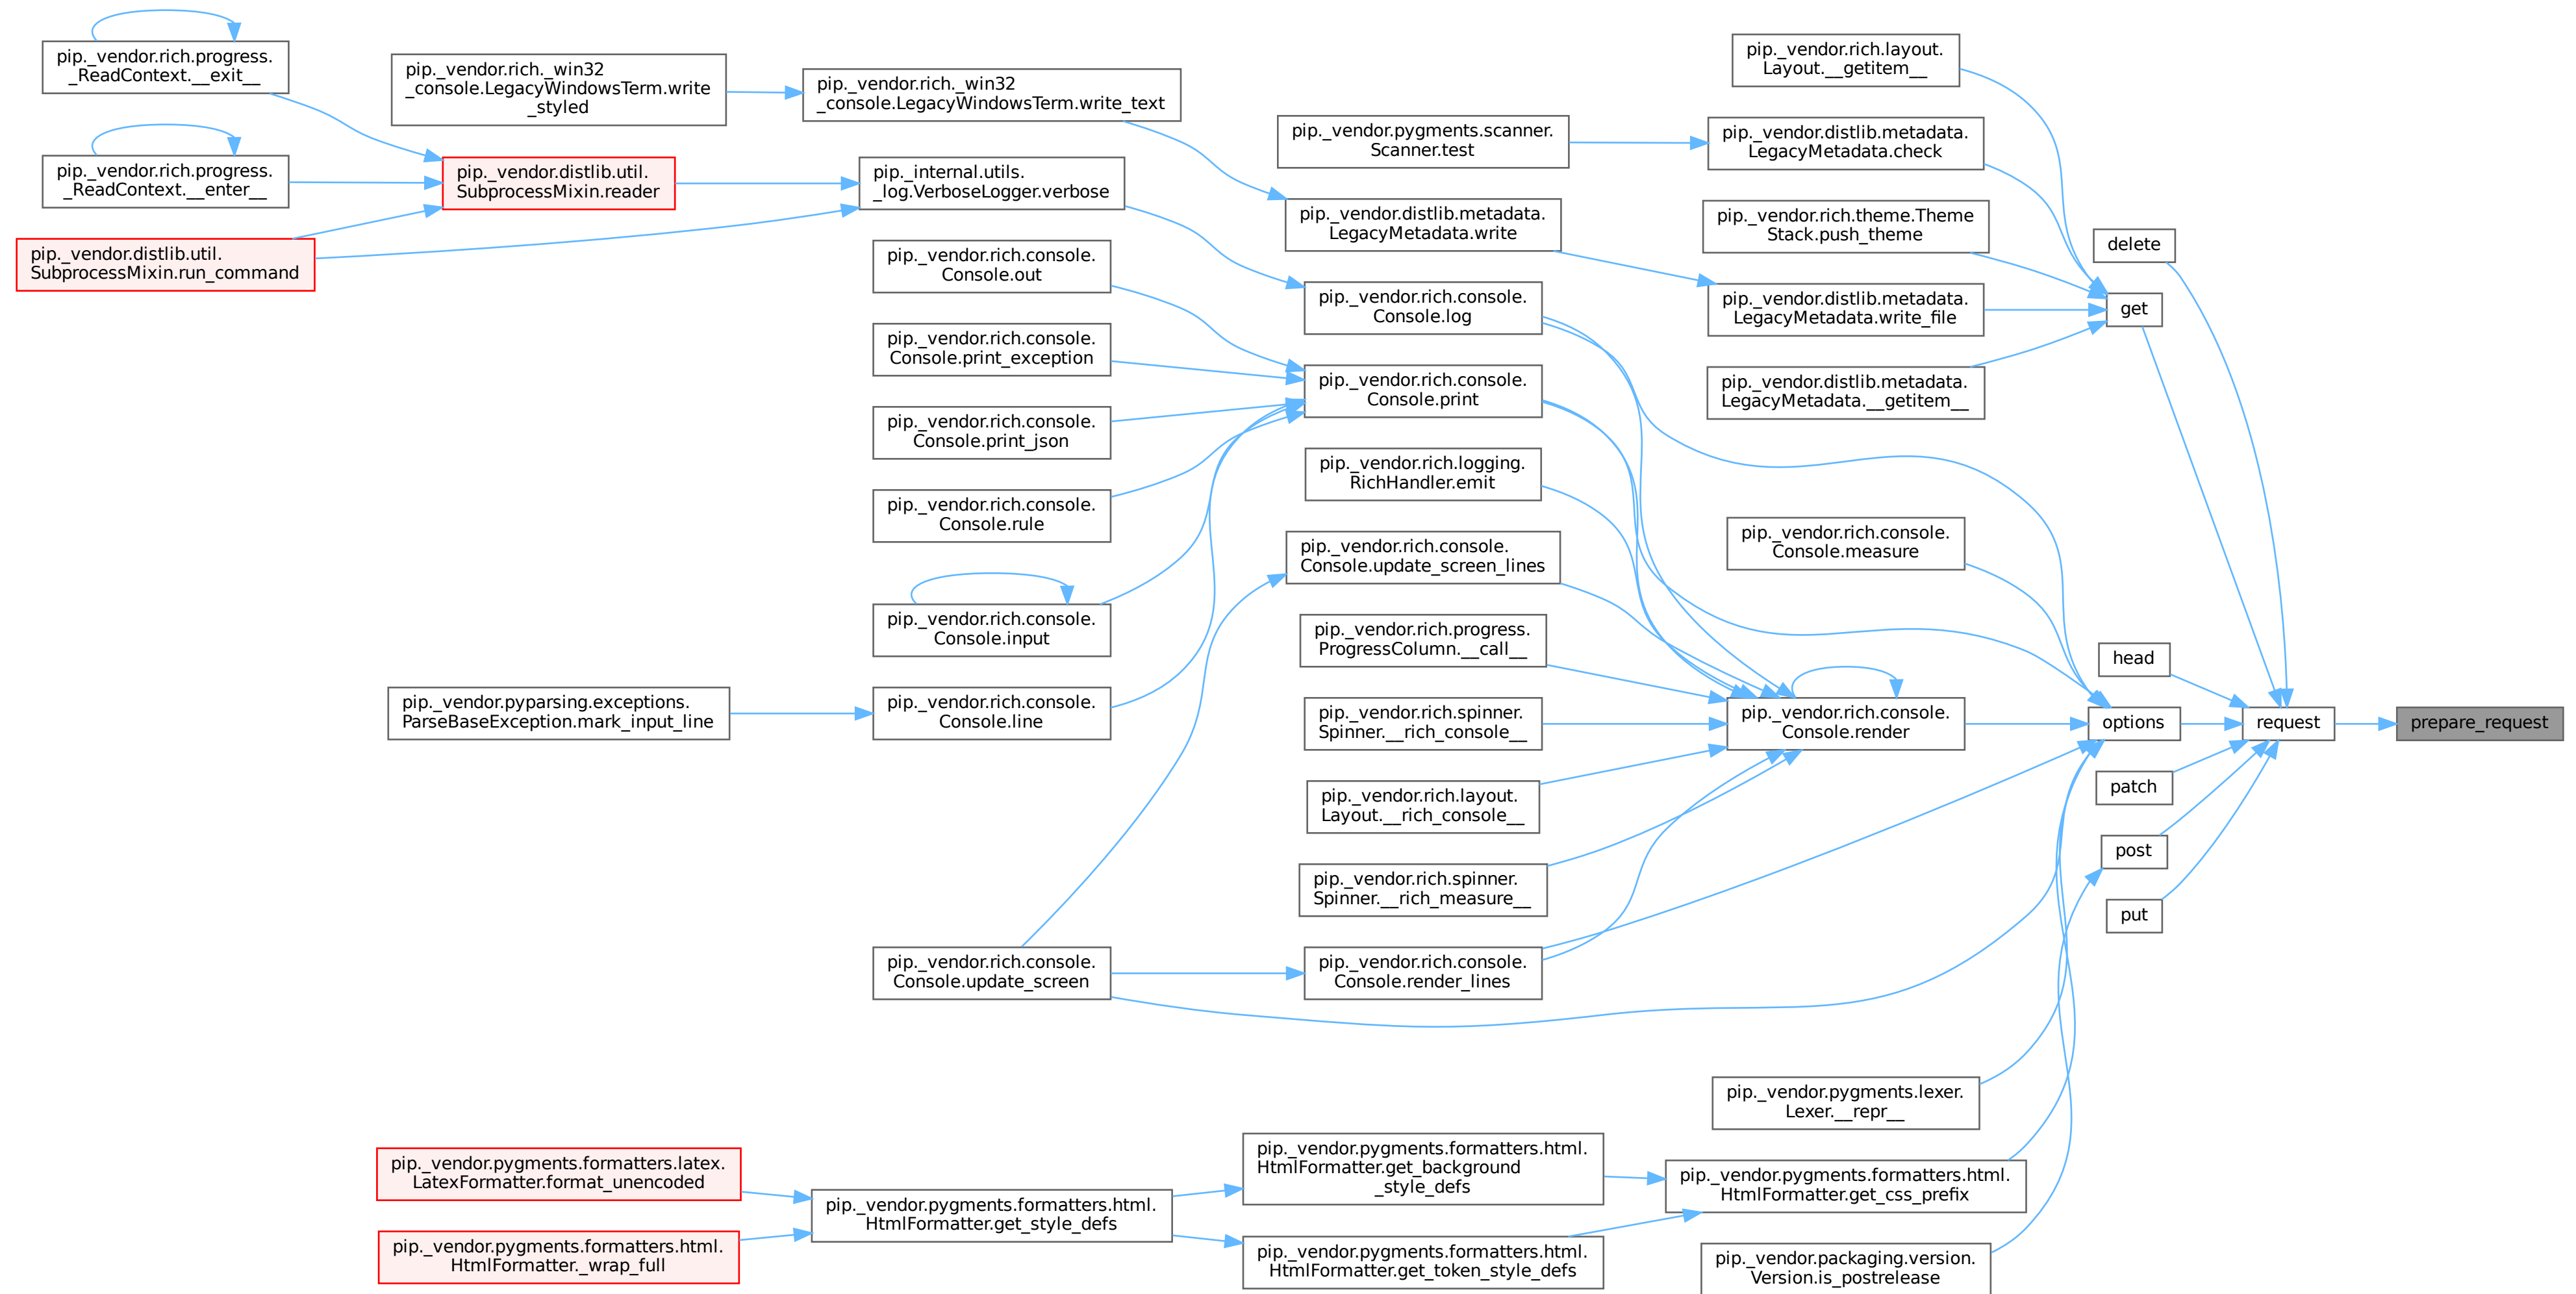 pip._vendor.rich.progress.
_ReadContext.__exit__
pip._vendor.rich.progress.
_ReadContext.__enter__
pip._vendor.distlib.util.
SubprocessMixin.run_command
pip._vendor.rich._win32
_console.LegacyWindowsTerm.write
_styled
pip._vendor.distlib.util.
SubprocessMixin.reader
pip._vendor.pyparsing.exceptions.
ParseBaseException.mark_input_line
pip._vendor.pygments.formatters.latex.
LatexFormatter.format_unencoded
pip._vendor.pygments.formatters.html.
HtmlFormatter._wrap_full
pip._vendor.rich._win32
_console.LegacyWindowsTerm.write_text
pip._internal.utils.
_log.VerboseLogger.verbose
pip._vendor.rich.console.
Console.out
pip._vendor.rich.console.
Console.print_exception
pip._vendor.rich.console.
Console.print_json
pip._vendor.rich.console.
Console.rule
pip._vendor.rich.console.
Console.input
pip._vendor.rich.console.
Console.line
pip._vendor.rich.console.
Console.update_screen
pip._vendor.pygments.formatters.html.
HtmlFormatter.get_style_defs
pip._vendor.pygments.scanner.
Scanner.test
pip._vendor.distlib.metadata.
LegacyMetadata.write
pip._vendor.rich.console.
Console.log
pip._vendor.rich.console.
Console.print
pip._vendor.rich.logging.
RichHandler.emit
pip._vendor.rich.console.
Console.update_screen_lines
pip._vendor.rich.progress.
ProgressColumn.__call__
pip._vendor.rich.spinner.
Spinner.__rich_console__
pip._vendor.rich.layout.
Layout.__rich_console__
pip._vendor.rich.spinner.
Spinner.__rich_measure__
pip._vendor.rich.console.
Console.render_lines
pip._vendor.pygments.formatters.html.
HtmlFormatter.get_background
_style_defs
pip._vendor.pygments.formatters.html.
HtmlFormatter.get_token_style_defs
pip._vendor.rich.layout.
Layout.__getitem__
pip._vendor.distlib.metadata.
LegacyMetadata.check
pip._vendor.rich.theme.Theme
Stack.push_theme
pip._vendor.distlib.metadata.
LegacyMetadata.write_file
pip._vendor.distlib.metadata.
LegacyMetadata.__getitem__
pip._vendor.rich.console.
Console.measure
pip._vendor.rich.console.
Console.render
pip._vendor.pygments.lexer.
Lexer.__repr__
pip._vendor.pygments.formatters.html.
HtmlFormatter.get_css_prefix
pip._vendor.packaging.version.
Version.is_postrelease
delete
get
head
options
patch
post
put
request
prepare_request